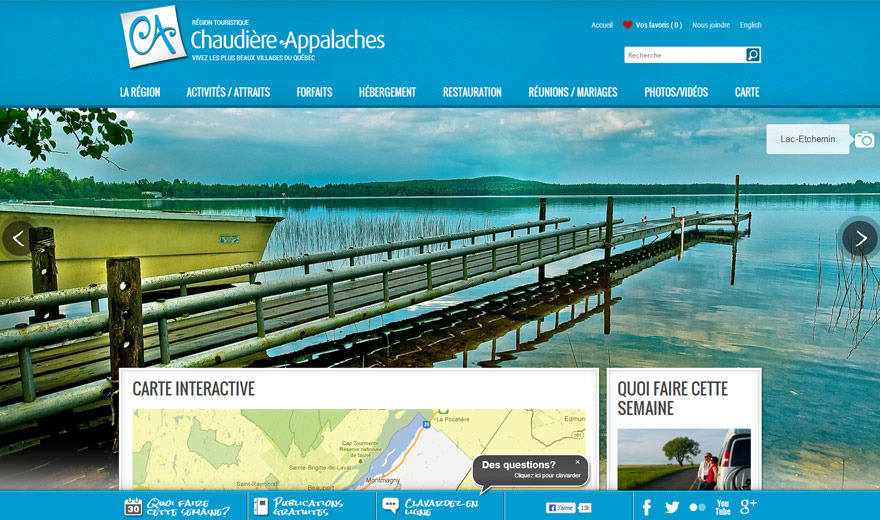 RÉGION TOURISTIQUE
Chaudière-Appalaches
VIVEZ LES PLUS BEAUX VILLAGES DU QUÉBEC
Accueil
Vos favoris ( 0 )
Nous joindre
English
Recherche
LA RÉGION
ACTIVITÉS / ATTRAITS
FORFAITS
HÉBERGEMENT
RESTAURATION
RÉUNIONS / MARIAGES
PHOTOS/VIDÉOS
CARTE
Lac-Etchemin
CARTE INTERACTIVE
La Pocatière
20
Edmun
161
Cap Tourmente
Réserve nationale
de faune
Sainte-Brigitte-de-Laval
Saint-Raymond
Beauport
Montmagny
QUOI FAIRE CETTE
SEMAINE
Des questions?
×
Cliquez ici pour clavarder
30
Quoi faire
cette semaine?
Publications
gratuites
Clavardez en
ligne
J'aime
13k
You
Tube